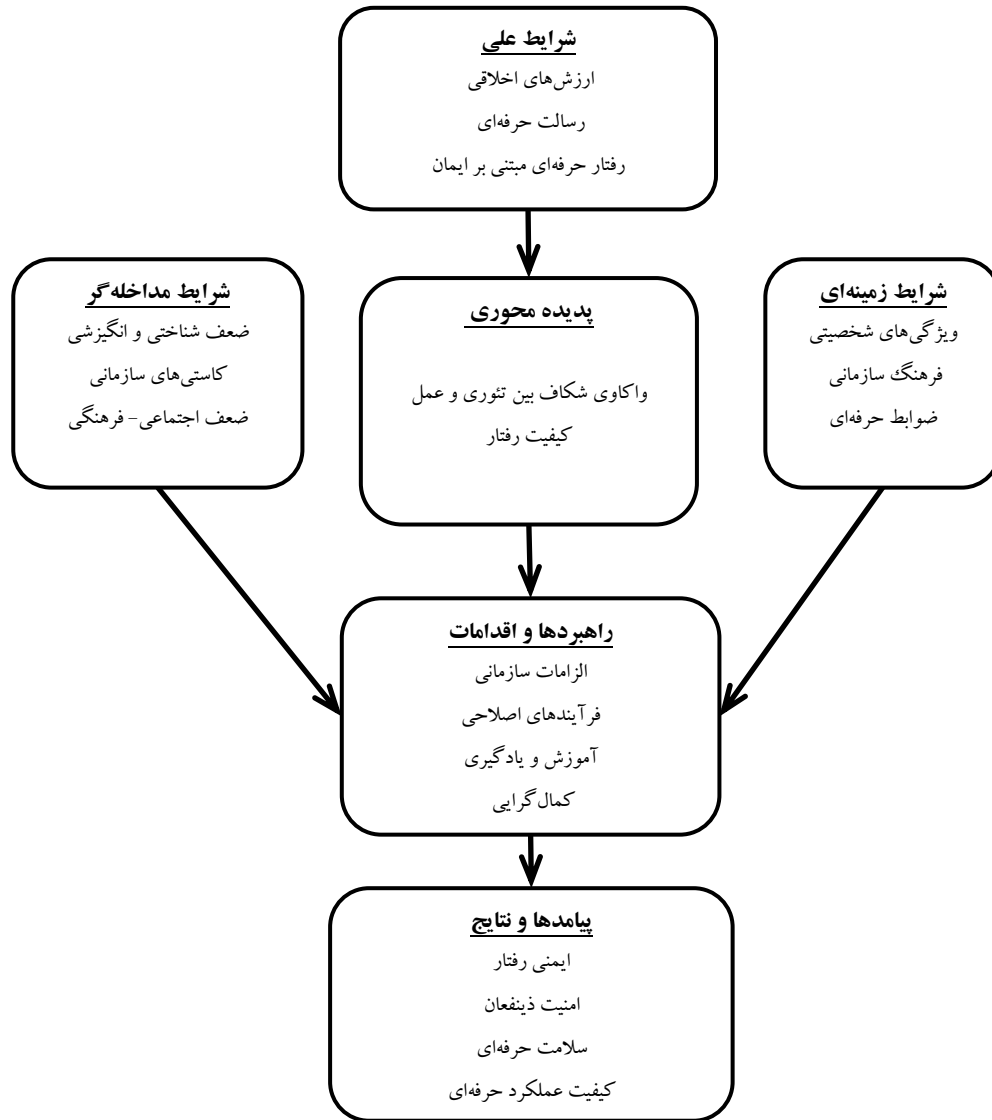 شرایط علی
ارزش‌های اخلاقی
رسالت حرفه‌ای
رفتار حرفه‌ای مبتنی بر ایمان
شرایط زمینه‌ای
ویژگی‌های شخصیتی
فرهنگ سازمانی
ضوابط حرفه‌ای
پدیده محوری
واکاوی شکاف بین تئوری و عمل
کیفیت رفتار
شرایط مداخله‌گر
ضعف شناختی و انگیزشی
کاستی‌های سازمانی
ضعف اجتماعی- فرهنگی
راهبردها و اقدامات
الزامات سازمانی
فرآیندهای اصلاحی
آموزش و یادگیری
کمال‌گرایی
پیامدها و نتایج
ایمنی رفتار
امنیت ذینفعان
سلامت حرفه‌ای
کیفیت عملکرد حرفه‌ای